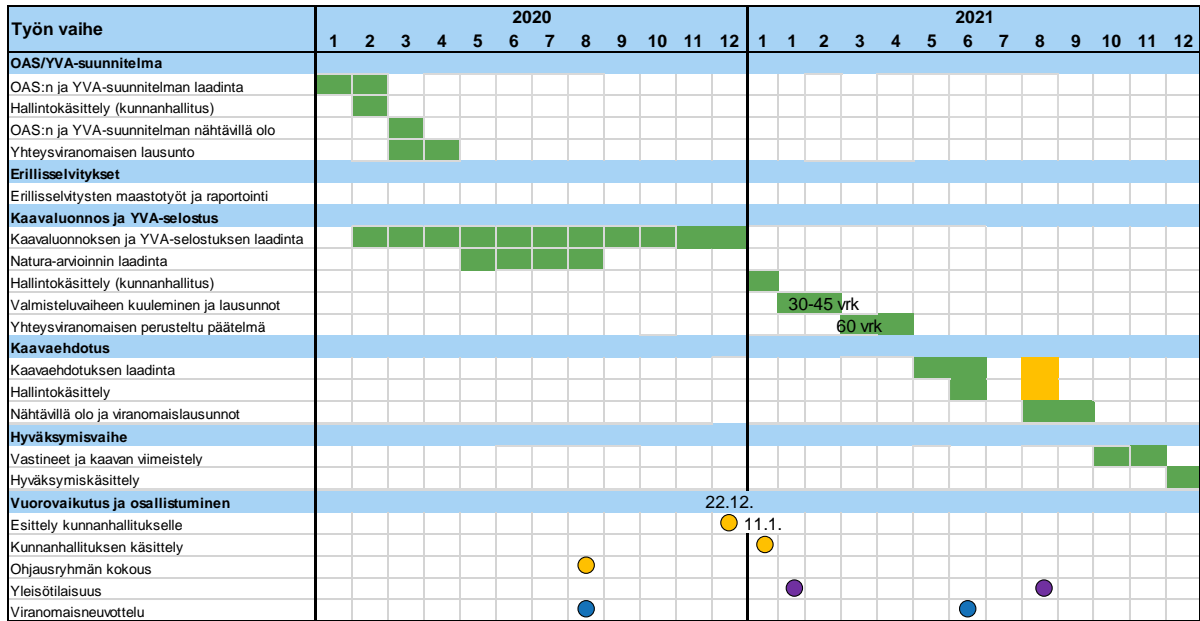 Työn vaihe 2020 2021
1 2 3 4 5 6 7 8 9 10 11 12 1 1 2 3 4 5 6 7 8 9 10 11 12
OAS/YVA-suunnitelma
OAS:n ja YVA-suunnitelman laadinta
Hallintokäsittely (kunnanhallitus)
OAS:n ja YVA-suunnitelman nähtävillä olo
Yhteysviranomaisen lausunto
Erillisselvitykset
Erillisselvitysten maastotyöt ja raportointi
Kaavaluonnos ja YVA-selostus
Kaavaluonnoksen ja YVA-selostuksen laadinta
Natura-arvioinnin laadinta
Hallintokäsittely (kunnanhallitus)
Valmisteluvaiheen kuuleminen ja lausunnot 30-45 vrk
Yhteysviranomaisen perusteltu päätelmä 60 vrk
Kaavaehdotus
Kaavaehdotuksen laadinta
Hallintokäsittely
Nähtävillä olo ja viranomaislausunnot
Hyväksymisvaihe
Vastineet ja kaavan viimeistely
Hyväksymiskäsittely
Vuorovaikutus ja osallistuminen 22.12.
Esittely kunnanhallitukselle 11.1.
Kunnanhallituksen käsittely
Ohjausryhmän kokous
Yleisötilaisuus
Viranomaisneuvottelu